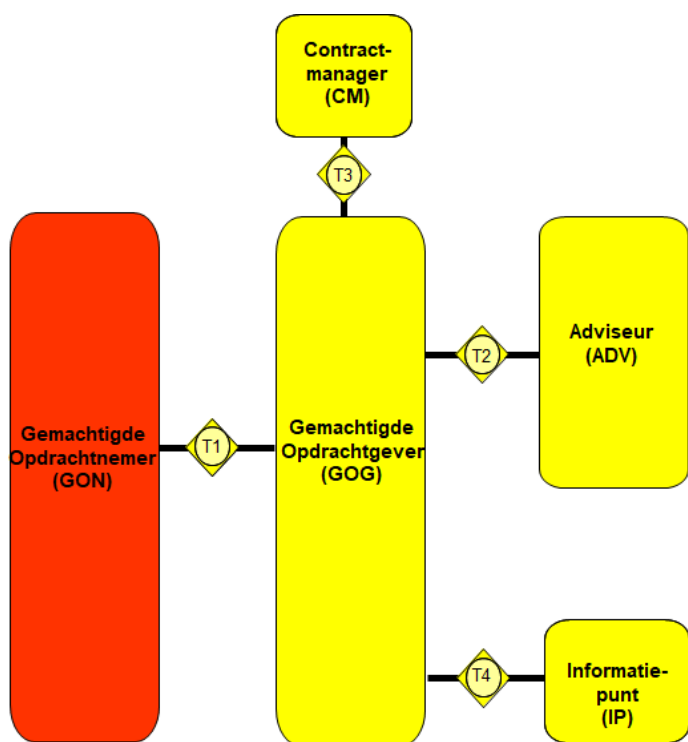 Contract-
manager
(CM)
T3
T2
Adviseur
(ADV)
Gemachtigde
Opdrachtnemer
(GON)
T1
Gemachtigde
Opdrachtgever
(GOG)
T4
Informatie-
punt
(IP)